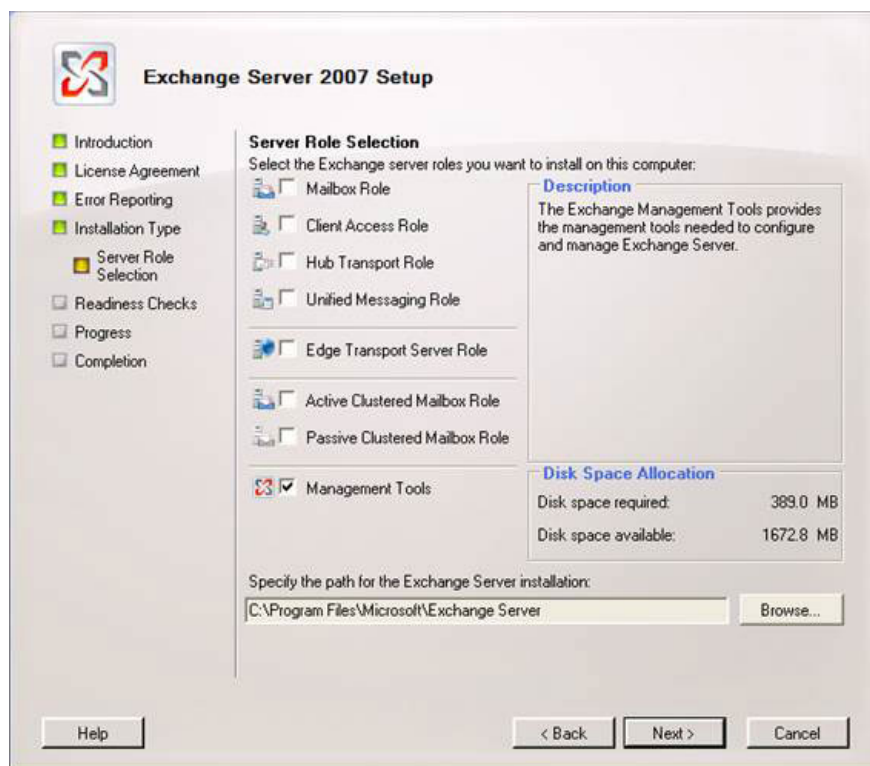 Exchange Server 2007 Setup
Introduction
License Agreement
Error Reporting
Installation Type
Server Role
Selection
Readiness Checks
Progress
Completion
Server Role Selection
Select the Exchange server roles you want to install on this computer:
Mailbox Role
Client Access Role
Hub Transport Role
Unified Messaging Role
Edge Transport Server Role
Active Clustered Mailbox Role
Passive Clustered Mailbox Role
Management Tools
Description
The Exchange Management Tools provides
the management tools needed to configure
and manage Exchange Server.
Disk Space Allocation
Disk space required: 389.0 MB
Disk space available: 1672.8 MB
Specify the path for the Exchange Server installation:
C:\Program Files\Microsoft\Exchange Server
Browse...
Help
< Back
Next >
Cancel